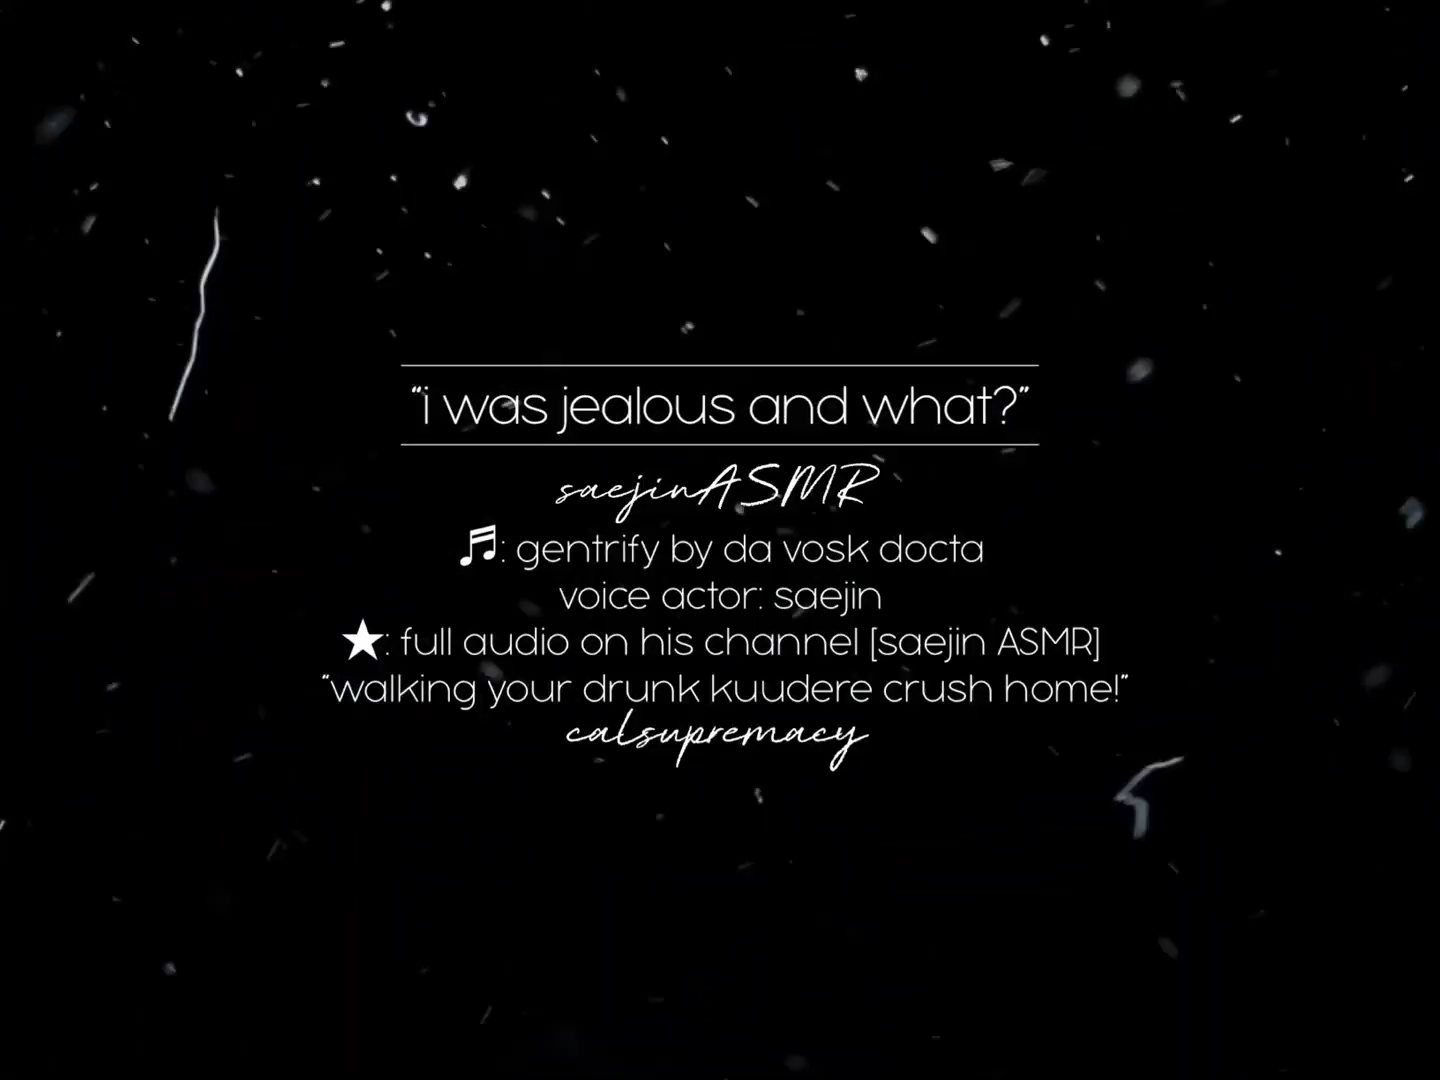 “i was jealous and what?”
saejinASMR
♬: gentrify by da vosk docta
voice actor: saejin
★: full audio on his channel [saejin ASMR]
“walking your drunk kuudere crush home!”
calsupremacy